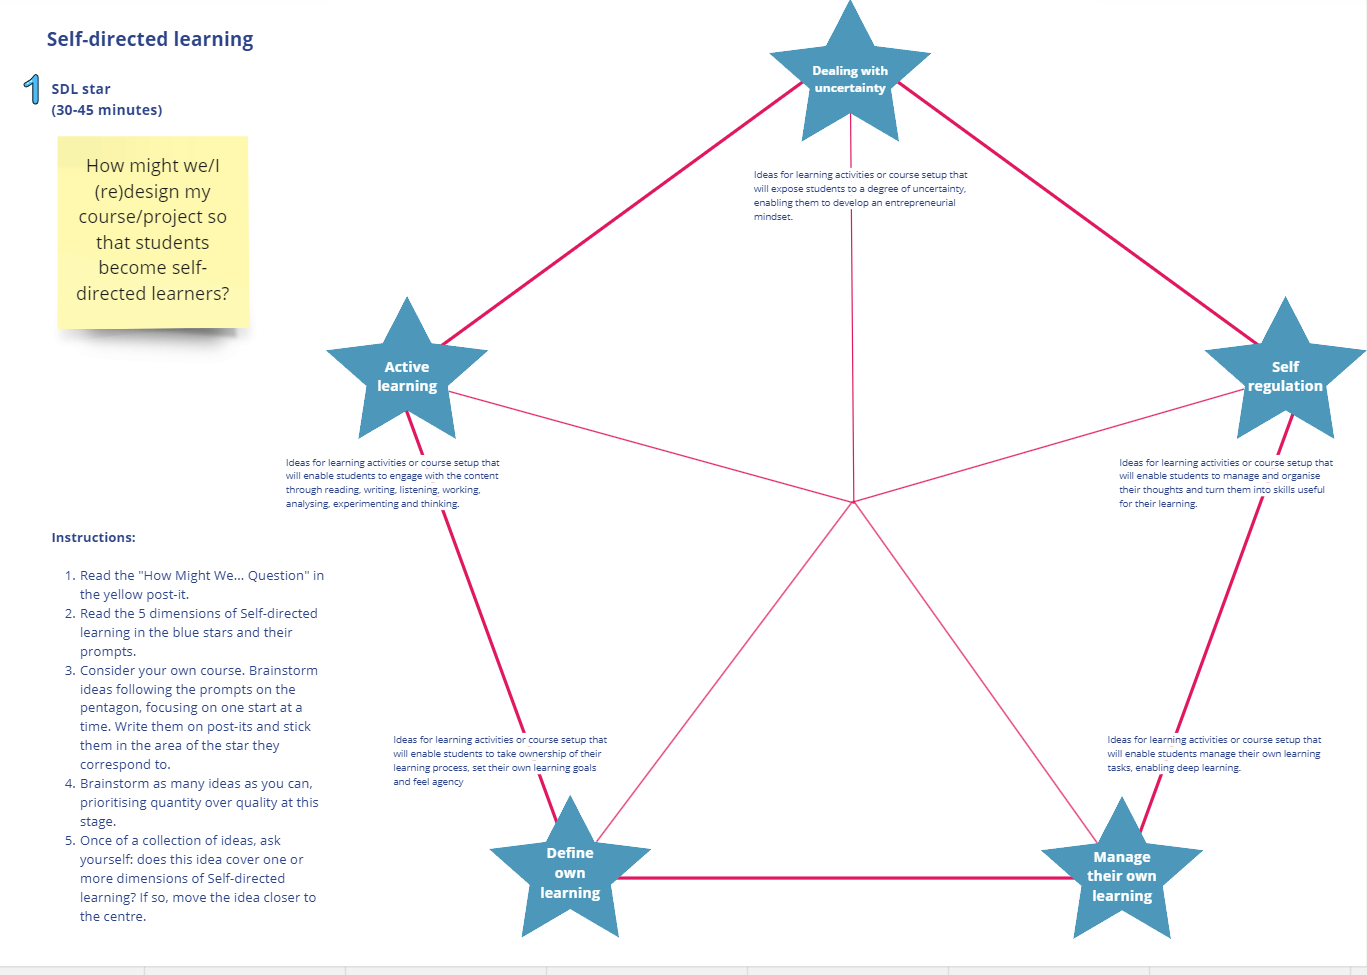 Self-directed learning
1
SDL star
(30-45 minutes)
How might we/I
(re)design my
course/project so
that students
become self-
directed learners?
Dealing with
uncertainty
Ideas for learning activities or course setup that
will expose students to a degree of uncertainty,
enabling them to develop an entrepreneurial
mindset.
Active
learning
Ideas for learning activities or course setup that
will enable students to engage with the content
through reading, writing, listening, working,
analysing, experimenting and thinking.
Self
regulation
Ideas for learning activities or course setup that
will enable students to manage and organise
their thoughts and turn them into skills useful
for their learning.
Instructions:
1. Read the "How Might We... Question" in
the yellow post-it.
2. Read the 5 dimensions of Self-directed
learning in the blue stars and their
prompts.
3. Consider your own course. Brainstorm
ideas following the prompts on the
pentagon, focusing on one start at a
time. Write them on post-its and stick
them in the area of the star they
correspond to.
4. Brainstorm as many ideas as you can,
prioritising quantity over quality at this
stage.
5. Once of a collection of ideas, ask
yourself: does this idea cover one or
more dimensions of Self-directed
learning? If so, move the idea closer to
the centre.
Ideas for learning activities or course setup that
will enable students to take ownership of their
learning process, set their own learning goals
and feel agency
Define
own
learning
Ideas for learning activities or course setup that
will enable students manage their own learning
tasks, enabling deep learning.
Manage
their own
learning